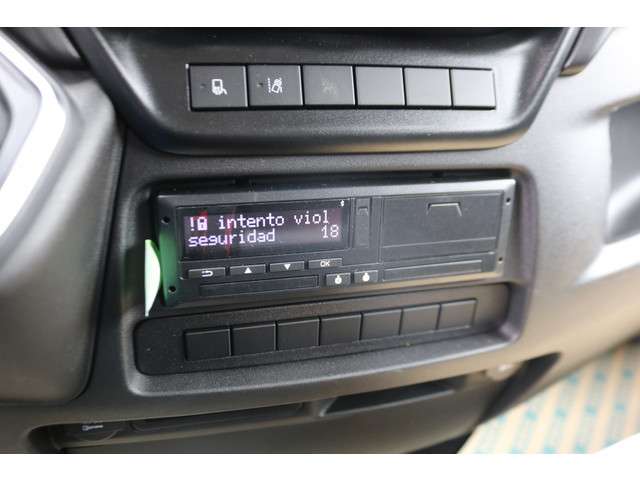 ! intento viol
seguridad 18
OK